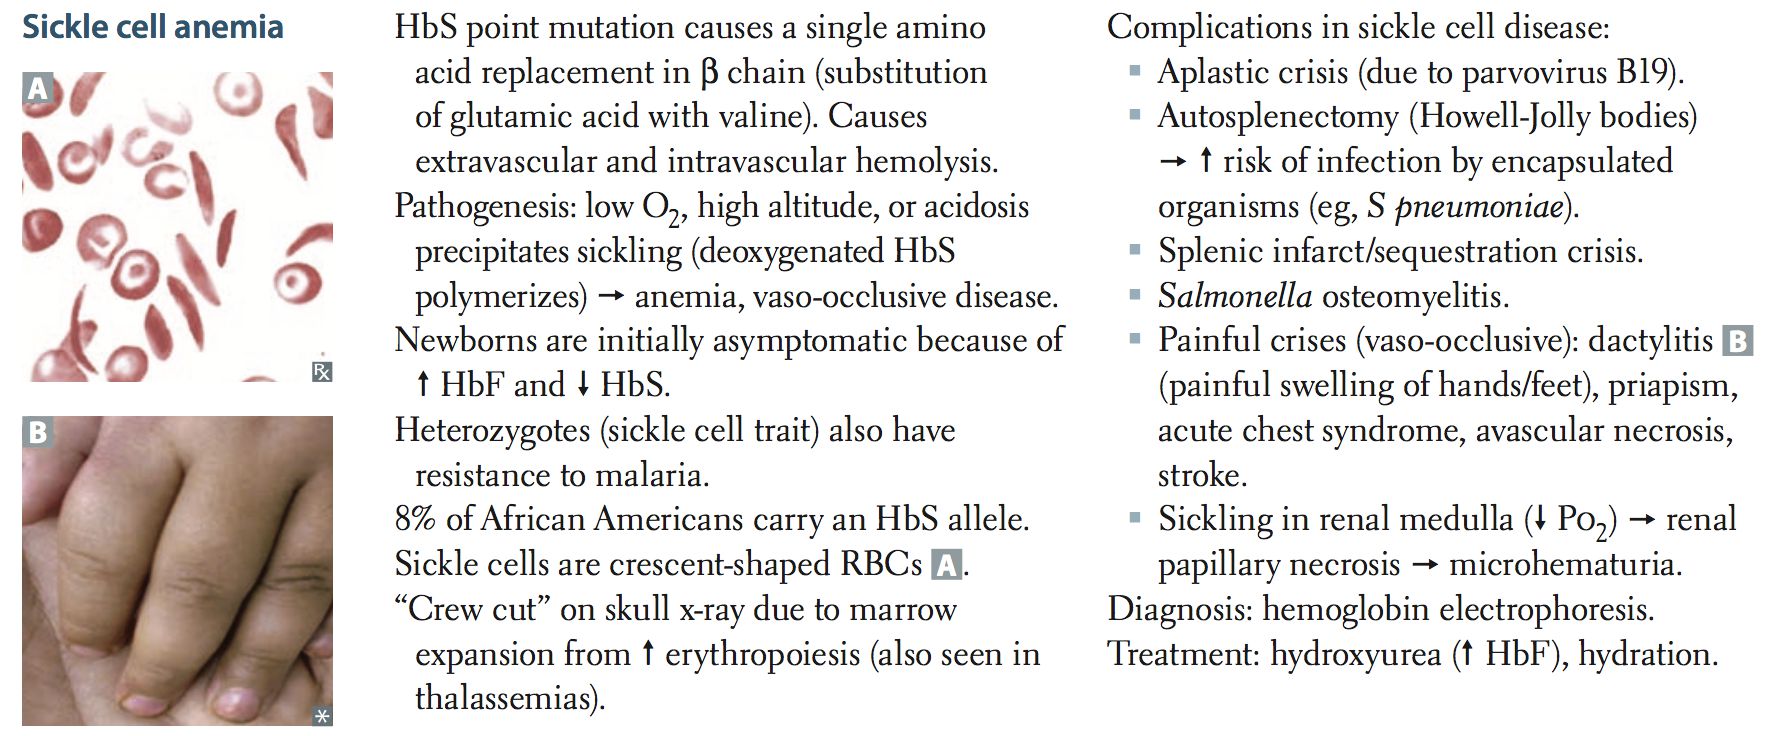 Sickle cell anemia
A
℞
B
*
HbS point mutation causes a single amino
acid replacement in β chain (substitution
of glutamic acid with valine). Causes
extravascular and intravascular hemolysis.
Pathogenesis: low O₂, high altitude, or acidosis
precipitates sickling (deoxygenated HbS
polymerizes) → anemia, vaso-occlusive disease.
Newborns are initially asymptomatic because of
↑ HbF and ↓ HbS.
Heterozygotes (sickle cell trait) also have
resistance to malaria.
8% of African Americans carry an HbS allele.
Sickle cells are crescent-shaped RBCs A.
“Crew cut” on skull x-ray due to marrow
expansion from ↑ erythropoiesis (also seen in
thalassemias).
Complications in sickle cell disease:
▪ Aplastic crisis (due to parvovirus B19).
▪ Autosplenectomy (Howell-Jolly bodies)
→ ↑ risk of infection by encapsulated
organisms (eg, S pneumoniae).
▪ Splenic infarct/sequestration crisis.
▪ Salmonella osteomyelitis.
▪ Painful crises (vaso-occlusive): dactylitis B
(painful swelling of hands/feet), priapism,
acute chest syndrome, avascular necrosis,
stroke.
▪ Sickling in renal medulla (↓ PO₂) → renal
papillary necrosis → microhematuria.
Diagnosis: hemoglobin electrophoresis.
Treatment: hydroxyurea (↑ HbF), hydration.